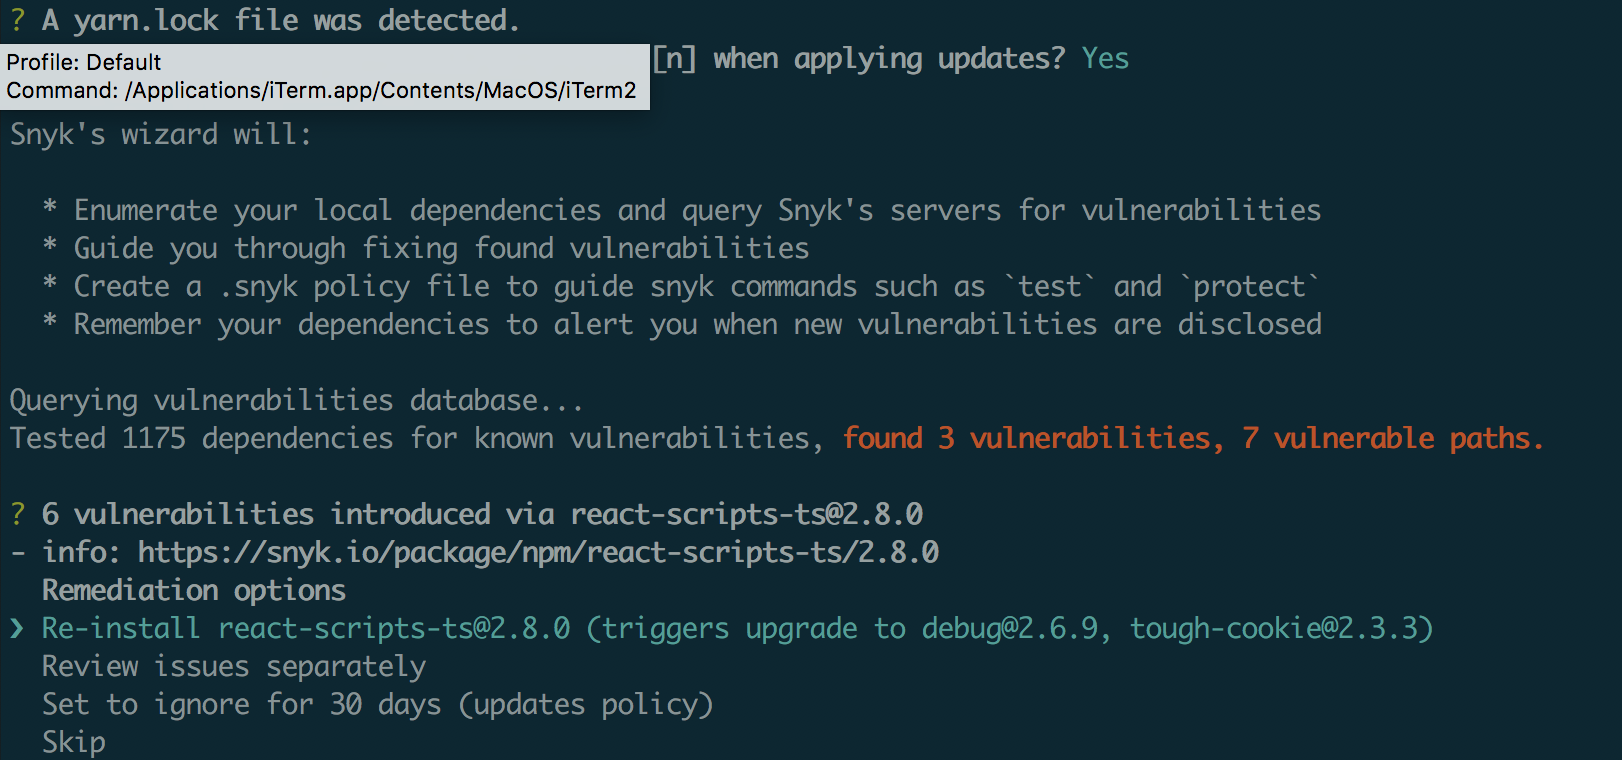 ? A yarn.lock file was detected.
[n] when applying updates? Yes
Profile: Default
Command: /Applications/iTerm.app/Contents/MacOS/iTerm2
Snyk's wizard will:
* Enumerate your local dependencies and query Snyk's servers for vulnerabilities
* Guide you through fixing found vulnerabilities
* Create a .snyk policy file to guide snyk commands such as `test` and `protect`
* Remember your dependencies to alert you when new vulnerabilities are disclosed
Querying vulnerabilities database...
Tested 1175 dependencies for known vulnerabilities, found 3 vulnerabilities, 7 vulnerable paths.
? 6 vulnerabilities introduced via react-scripts-ts@2.8.0
- info: https://snyk.io/package/npm/react-scripts-ts/2.8.0
Remediation options
❯ Re-install react-scripts-ts@2.8.0 (triggers upgrade to debug@2.6.9, tough-cookie@2.3.3)
Review issues separately
Set to ignore for 30 days (updates policy)
Skip